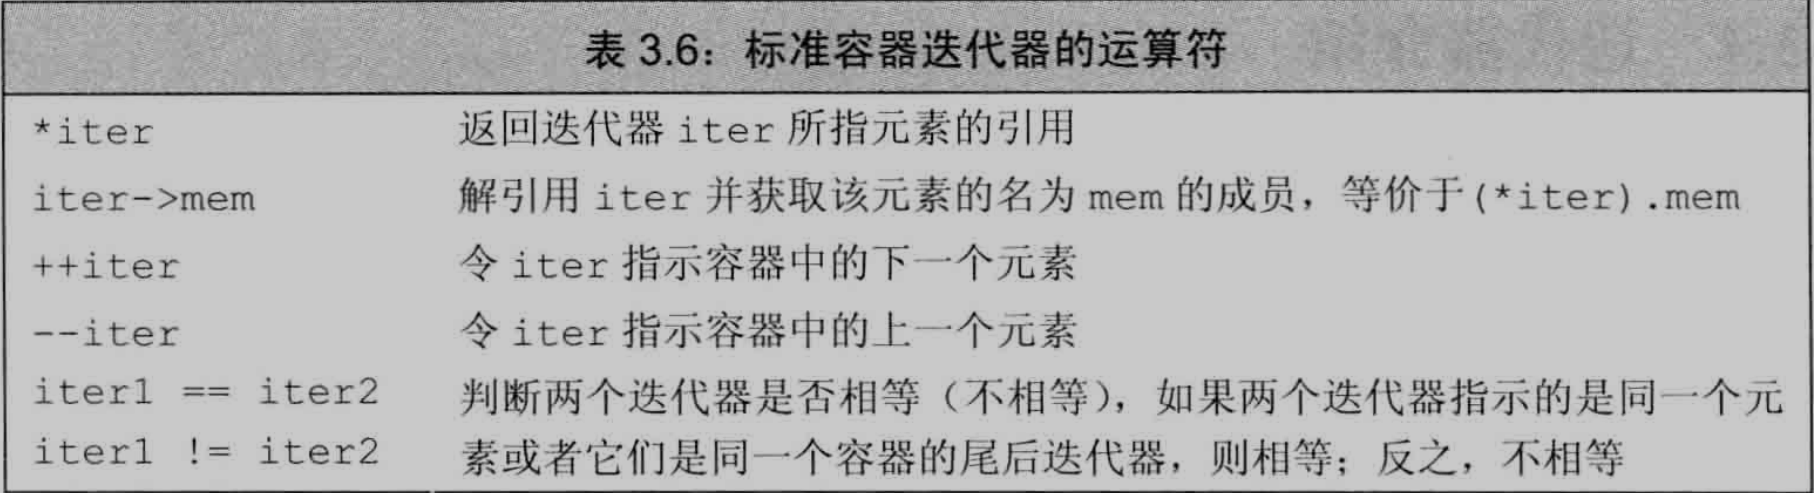 表 3.6：标准容器迭代器的运算符
*iter 返回迭代器 iter 所指元素的引用
iter->mem 解引用 iter 并获取该元素的名为 mem 的成员，等价于(*iter).mem
++iter 令 iter 指示容器中的下一个元素
--iter 令 iter 指示容器中的上一个元素
iter1 == iter2 判断两个迭代器是否相等（不相等），如果两个迭代器指示的是同一个元
iter1 != iter2 素或者它们是同一个容器的尾后迭代器，则相等；反之，不相等